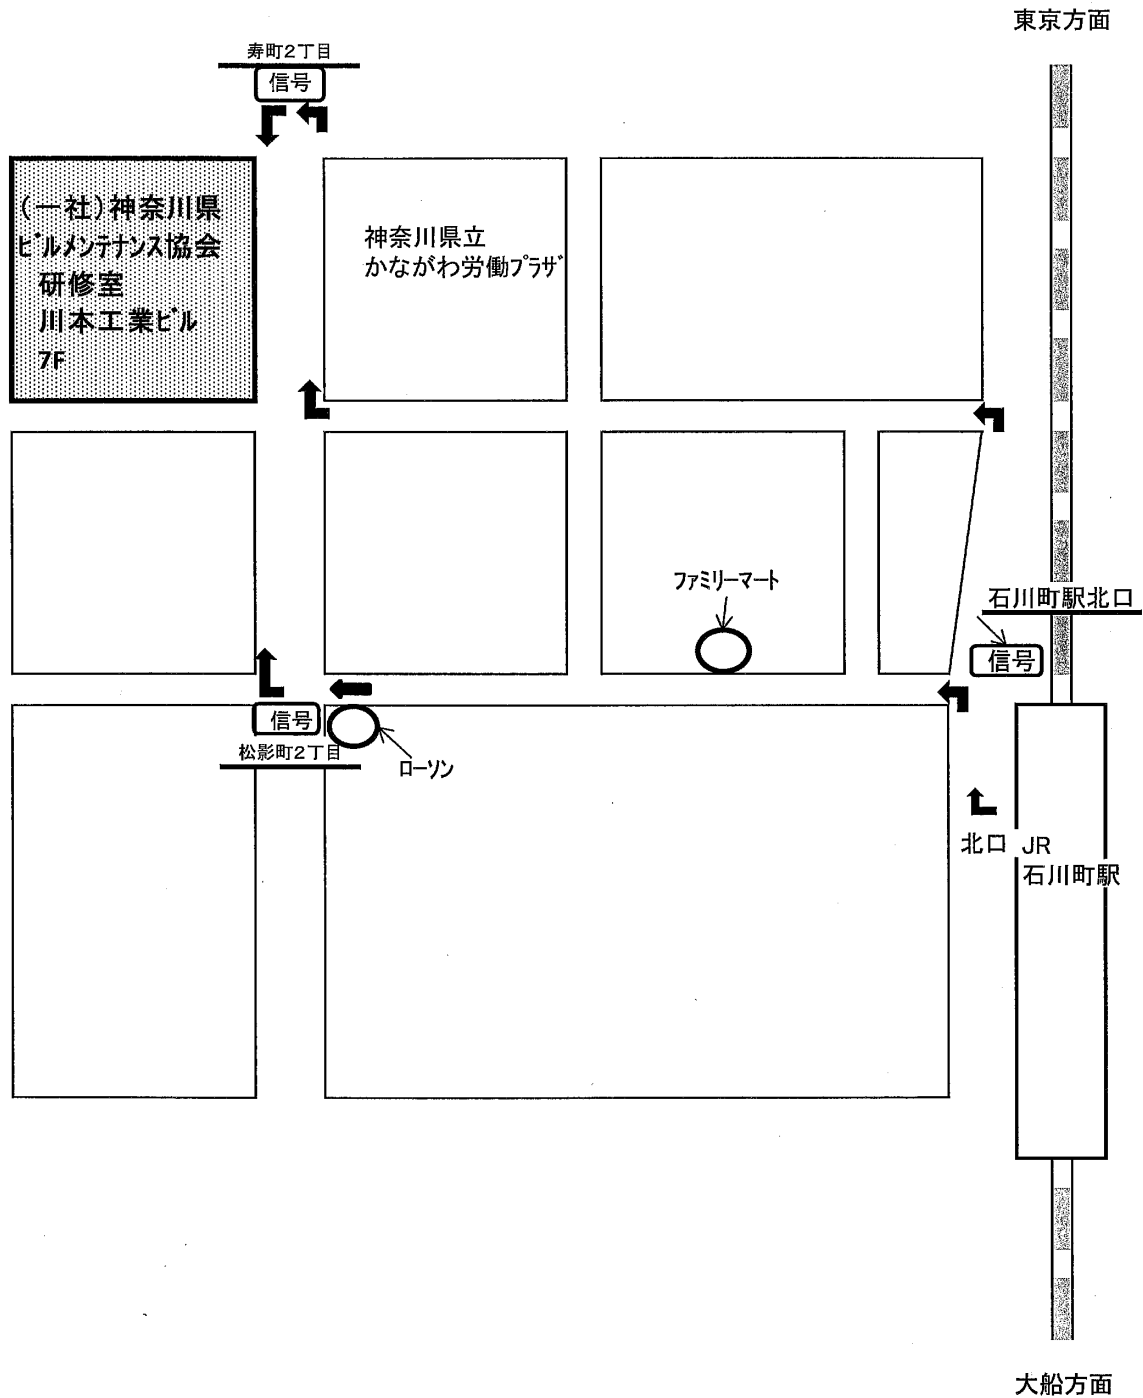 東京方面
寿町2丁目
信号
(一社)神奈川県
ﾋﾞﾙﾒﾝﾃﾅﾝｽ協会
研修室
川本工業ﾋﾞﾙ
7F
神奈川県立
かながわ労働ﾌﾟﾗｻﾞ
ﾌｧﾐﾘｰﾏｰﾄ
石川町駅北口
信号
信号
松影町2丁目
ﾛｰｿﾝ
北口
JR
石川町駅
大船方面